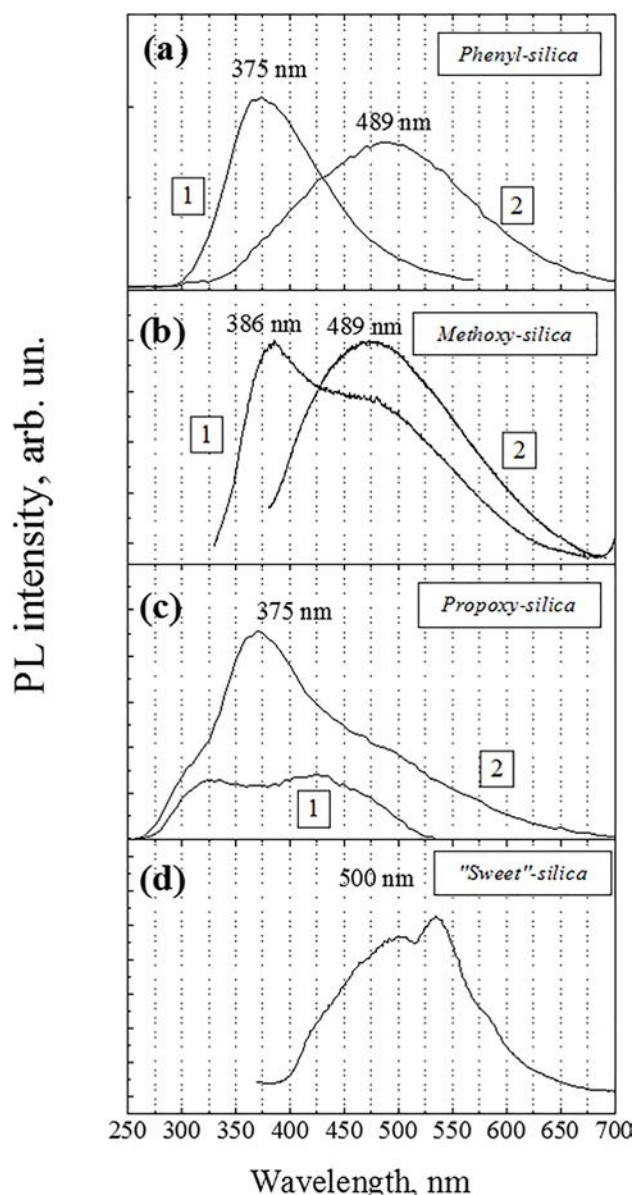 (a)
Phenyl-silica
375 nm
489 nm
1
2
(b)
386 nm
489 nm
Methoxy-silica
1
2
(c)
375 nm
Propoxy-silica
2
1
(d)
500 nm
"Sweet"-silica
PL intensity, arb. un.
250 300 350 400 450 500 550 600 650 700
Wavelength, nm